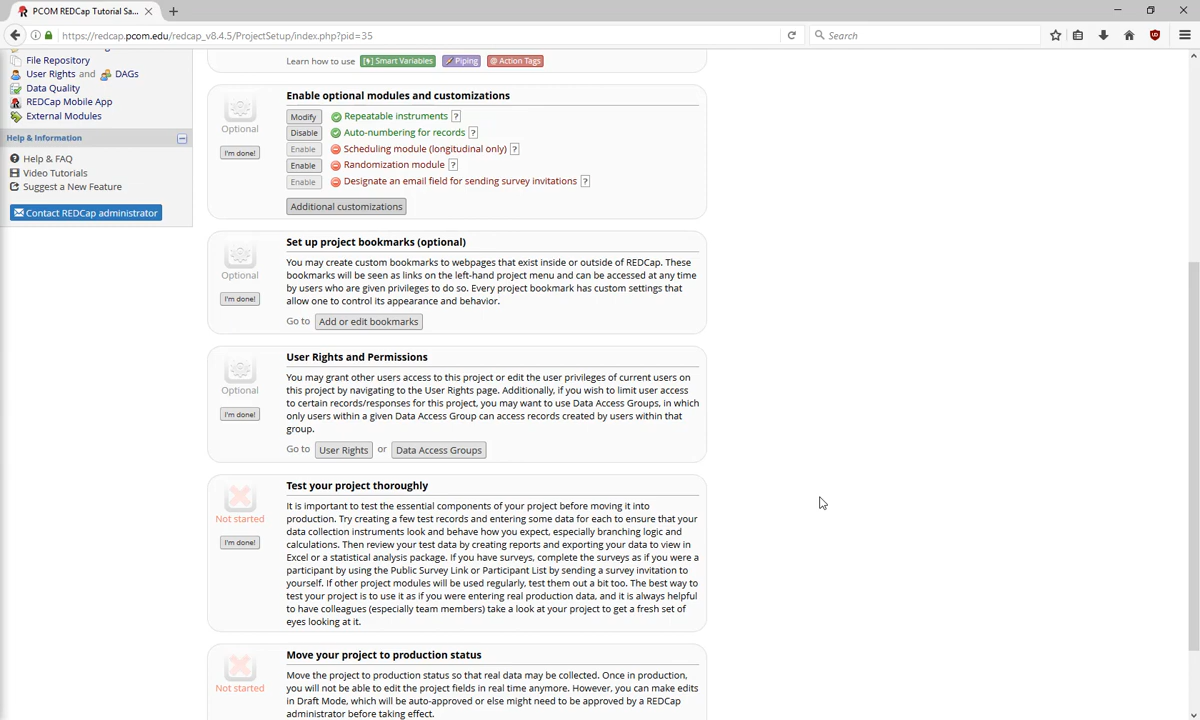 PCOM REDCap Tutorial Sa...
https://redcap.pcom.edu/redcap_v8.4.5/ProjectSetup/index.php?pid=35
Search
File Repository
User Rights and DAGs
Data Quality
REDCap Mobile App
External Modules
Help & Information
Help & FAQ
Video Tutorials
Suggest a New Feature
Contact REDCap administrator
Learn how to use [ ] Smart Variables Piping @ Action Tags
Optional
I'm done!
Enable optional modules and customizations
Modify Repeatable instruments ?
Disable Auto-numbering for records ?
Enable Scheduling module (longitudinal only) ?
Enable Randomization module ?
Enable Designate an email field for sending survey invitations ?
Additional customizations
Optional
I'm done!
Set up project bookmarks (optional)
You may create custom bookmarks to webpages that exist inside or outside of REDCap. These
bookmarks will be seen as links on the left-hand project menu and can be accessed at any time
by users who are given privileges to do so. Every project bookmark has custom settings that
allow one to control its appearance and behavior.
Go to Add or edit bookmarks
Optional
I'm done!
User Rights and Permissions
You may grant other users access to this project or edit the user privileges of current users on
this project by navigating to the User Rights page. Additionally, if you wish to limit user access
to certain records/responses for this project, you may want to use Data Access Groups, in which
only users within a given Data Access Group can access records created by users within that
group.
Go to User Rights or Data Access Groups
Not started
I'm done!
Test your project thoroughly
It is important to test the essential components of your project before moving it into
production. Try creating a few test records and entering some data for each to ensure that your
data collection instruments look and behave how you expect, especially branching logic and
calculations. Then review your test data by creating reports and exporting your data to view in
Excel or a statistical analysis package. If you have surveys, complete the surveys as if you were a
participant by using the Public Survey Link or Participant List by sending a survey invitation to
yourself. If other project modules will be used regularly, test them out a bit too. The best way to
test your project is to use it as if you were entering real production data, and it is always helpful
to have colleagues (especially team members) take a look at your project to get a fresh set of
eyes looking at it.
Not started
Move your project to production status
Move the project to production status so that real data may be collected. Once in production,
you will not be able to edit the project fields in real time anymore. However, you can make edits
in Draft Mode, which will be auto-approved or else might need to be approved by a REDCap
administrator before taking effect.